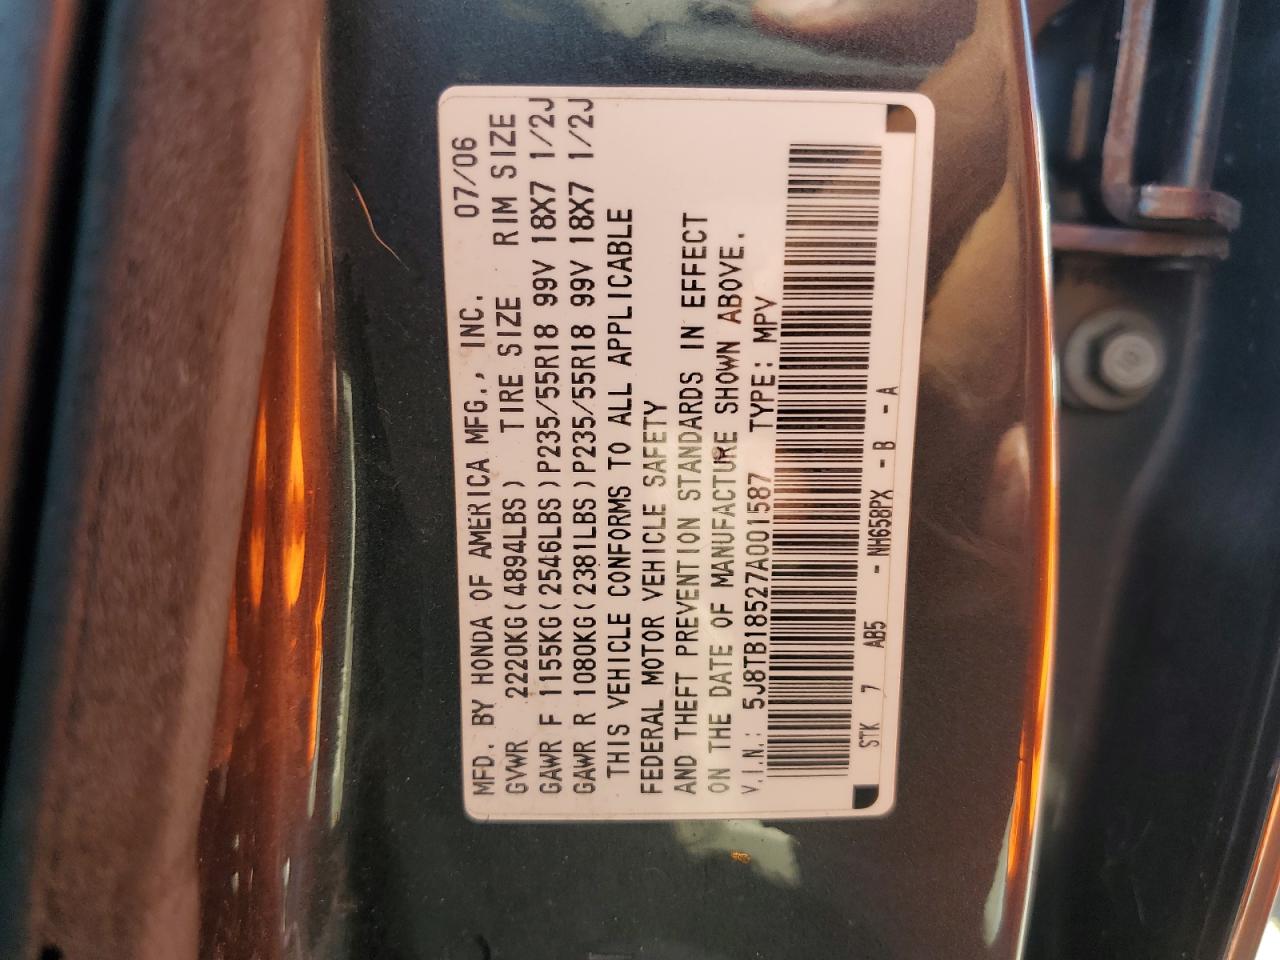 MFD. BY HONDA OF AMERICA MFG., INC. 07/06
GVWR 2220KG(4894LBS) TIRE SIZE RIM SIZE
GAWR F 1155KG(2546LBS)P235/55R18 99V 18X7 1/2J
GAWR R 1080KG(2381LBS)P235/55R18 99V 18X7 1/2J
THIS VEHICLE CONFORMS TO ALL APPLICABLE
FEDERAL MOTOR VEHICLE SAFETY
AND THEFT PREVENTION STANDARDS IN EFFECT
ON THE DATE OF MANUFACTURE SHOWN ABOVE.
V.I.N.: 5J8TB18527A001587 TYPE: MPV
STK 7 AB5 - NH658PX - B - A